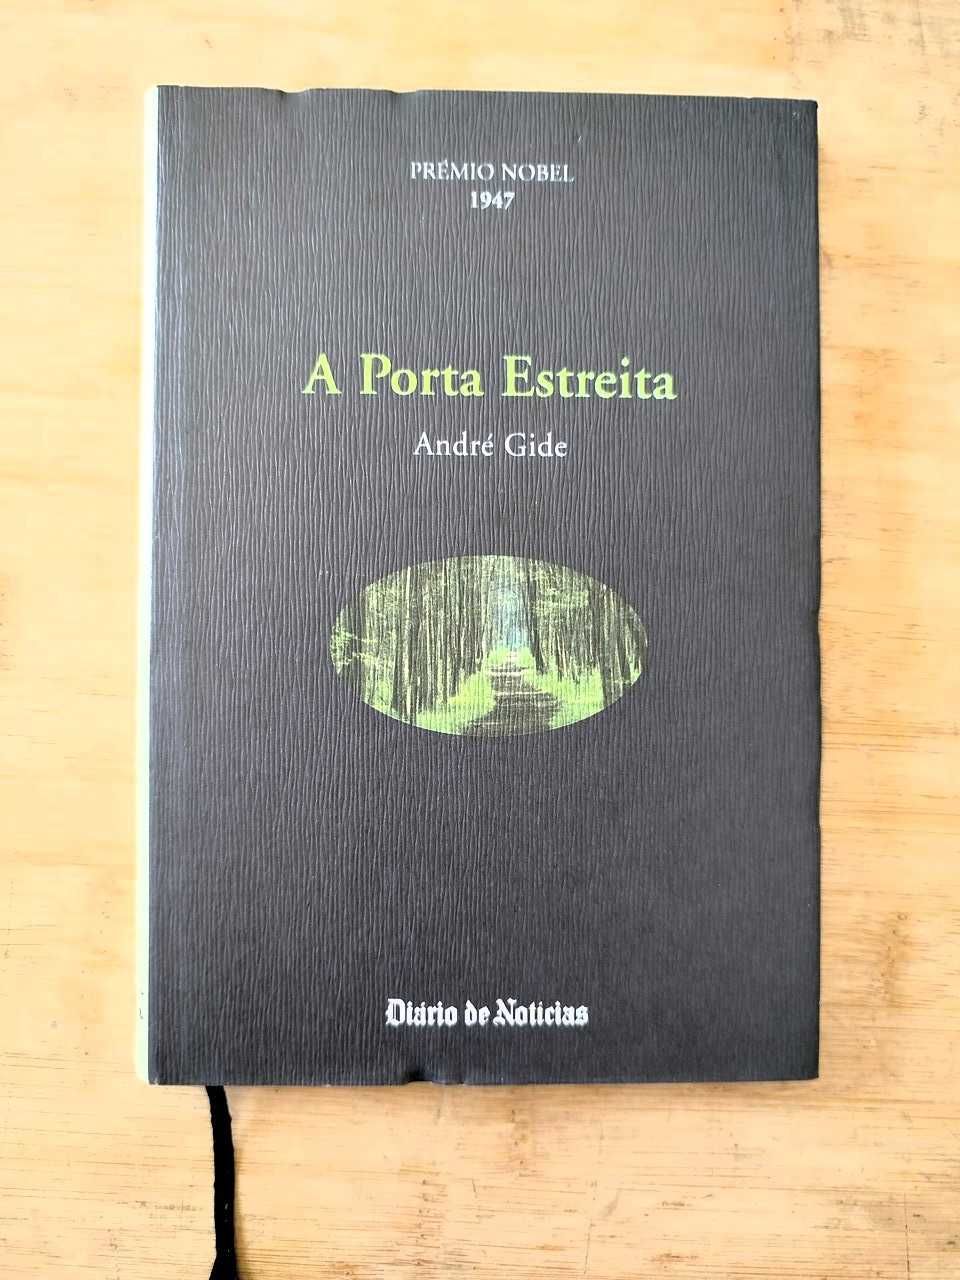 PRÉMIO NOBEL
1947
A Porta Estreita
André Gide
Diário de Notícias